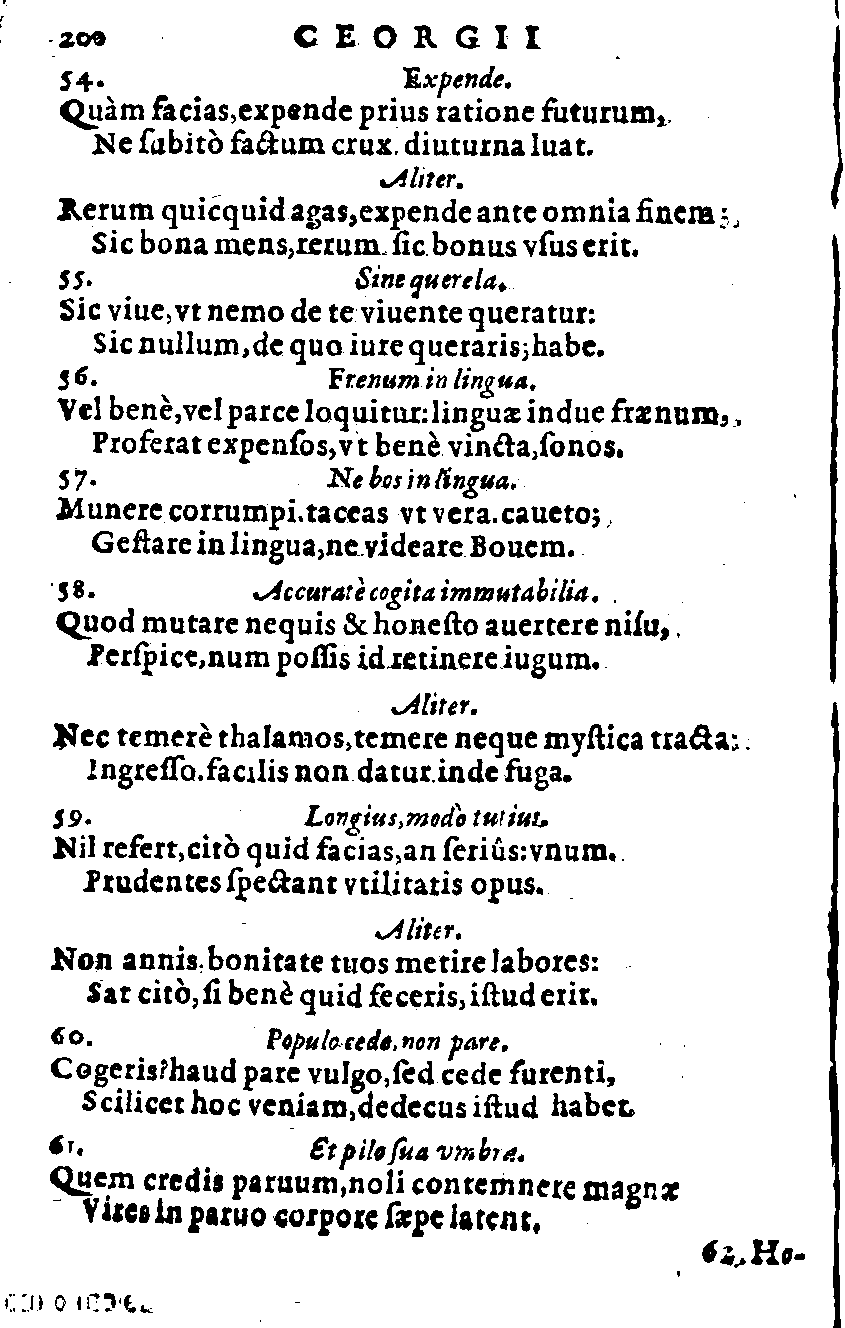 200 GEORGII
54. Expende.
Quàm facias,expende prius ratione futurum,
Ne ſubitò factum crux diuturna luat.
Aliter.
Rerum quicquid agas,expende ante omnia finem;
Sic bona mens,rerum ſic bonus vſus erit.
55. Sine querela.
Sic viue,vt nemo de te viuente queratur:
Sic nullum,de quo iure queraris;habe.
56. Frenum in lingua.
Vel benè,vel parce loquitur:linguæ indue frænum,
Proferat expenſos,vt benè vincta,ſonos.
57. Ne bos in lingua.
Munere corrumpi.taceas vt vera.caueto;
Geſtare in lingua,ne videare Bouem.
58. Accuratè cogita immutabilia.
Quod mutare nequis & honeſto auertere niſu,
Perſpice,num poſſis id retinere iugum.
Aliter.
Nec temerè thalamos,temere neque myſtica tracta:
Ingreſſo.facilis non datur inde fuga.
59. Longius,modò tutius.
Nil refert,citò quid facias,an ſeriûs:vnum.
Prudentes ſpectant vtilitatis opus.
Aliter.
Non annis.bonitate tuos metire labores:
Sat citò,ſi benè quid feceris,iſtud erit.
60. Populo cede,non pare.
Cogeris?haud pare vulgo,ſed cede furenti,
Scilicet hoc veniam,dedecus iſtud habet.
61. Et pilo ſua vmbra.
Quem credis paruum,noli contemnere magnæ
Vires in paruo corpore ſæpe latent.
62. Ho-